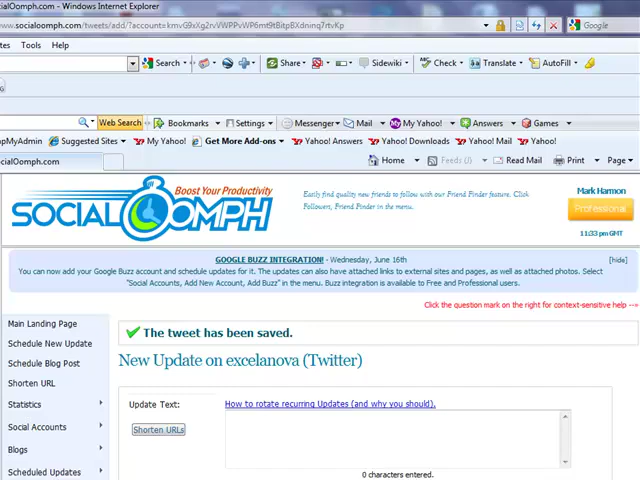 cialOomph.com - Windows Internet Explorer
www.socialoomph.com/tweets/add/?account=
Google
tes Tools Help
Search Share Sidewiki Check Translate AutoFill
Web Search Bookmarks Settings Messenger Mail My Yahoo! Answers Games
pMyAdmin Suggested Sites My Yahoo! Get More Add-ons Yahoo! Answers Yahoo! Downloads Yahoo! Mail Yahoo!
cialOomph.com Home Feeds (J) Read Mail Print Page
Boost Your Productivity
SOCIAL OOMPH
Easily find quality new friends to follow with our Friend Finder feature. Click
Followers, Friend Finder in the menu.
Mark Harmon
Professional
11:33 pm GMT
GOOGLE BUZZ INTEGRATION! - Wednesday, June 16th [hide]
You can now add your Google Buzz account and schedule updates for it. The updates can also have attached links to external sites and pages, as well as attached photos. Select
"Social Accounts, Add New Account, Add Buzz" in the menu. Buzz integration is available to Free and Professional users.
Click the question mark on the right for context-sensitive help -->
Main Landing Page
Schedule New Update
Schedule Blog Post
Shorten URL
Statistics
Social Accounts
Blogs
Scheduled Updates
The tweet has been saved.
New Update on excelanova (Twitter)
Update Text: How to rotate recurring Updates (and why you should).
Shorten URLs
0 characters entered.